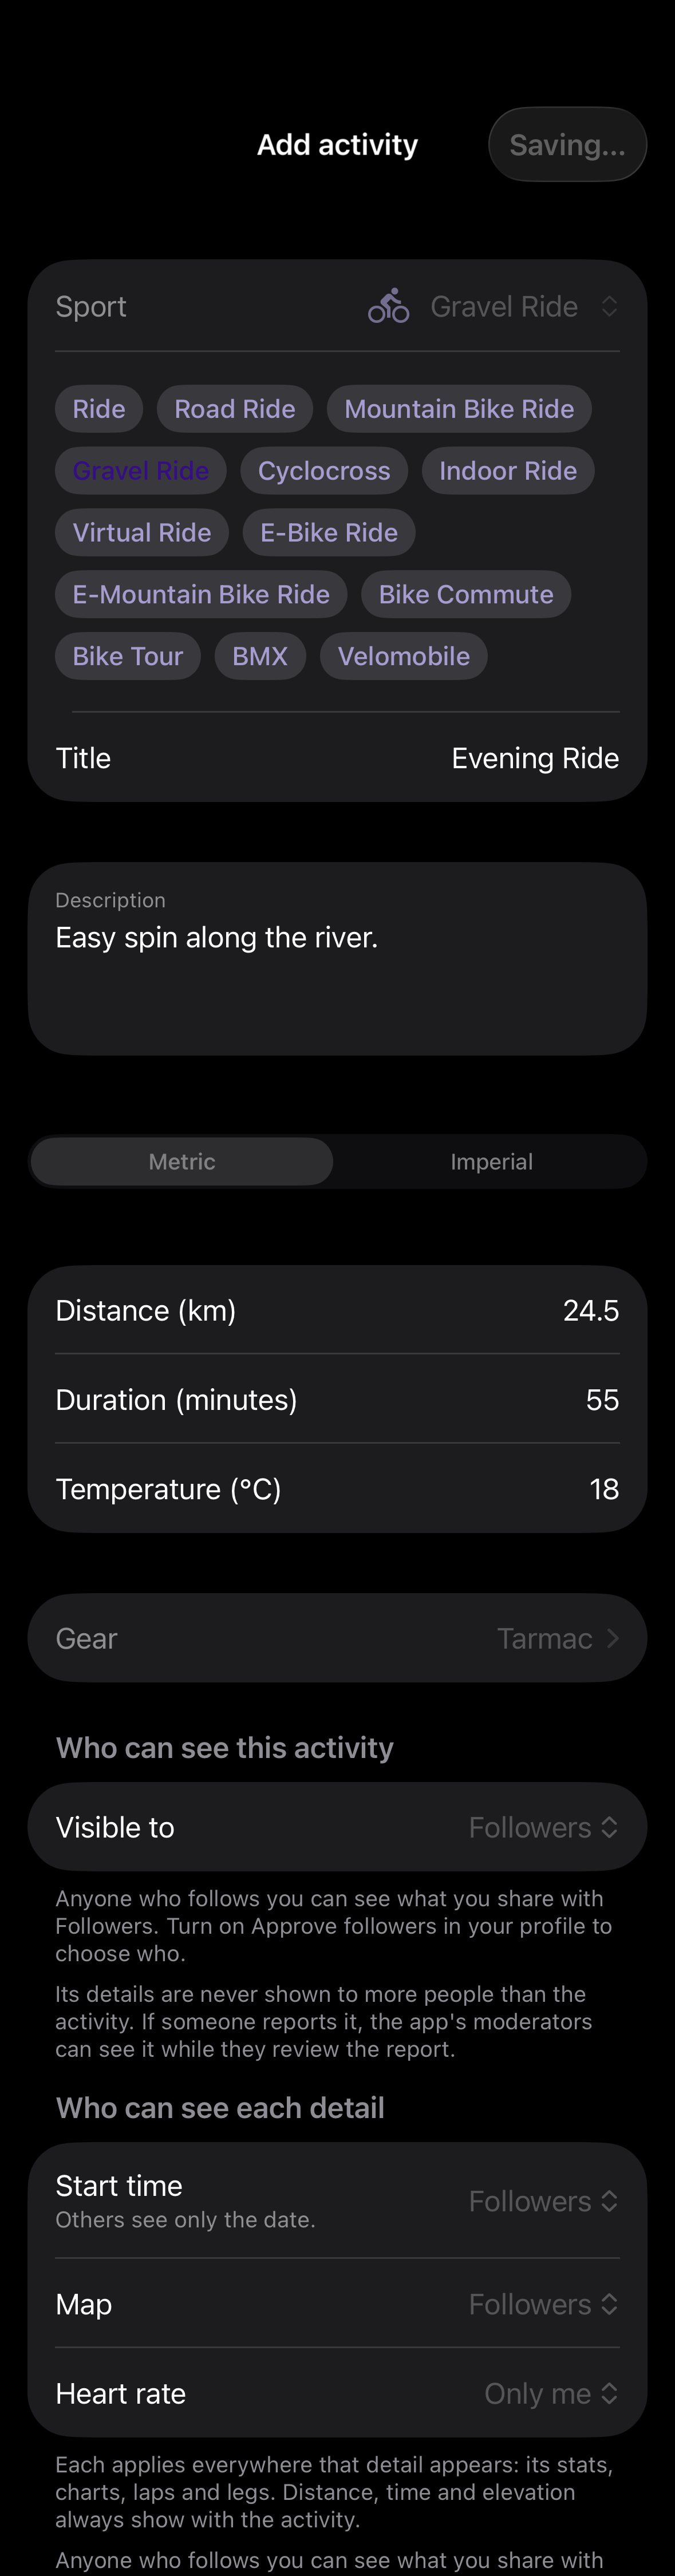 Add activity
Saving...
Sport
Gravel Ride
Ride
Road Ride
Mountain Bike Ride
Gravel Ride
Cyclocross
Indoor Ride
Virtual Ride
E-Bike Ride
E-Mountain Bike Ride
Bike Commute
Bike Tour
BMX
Velomobile
Title
Evening Ride
Description
Easy spin along the river.
Metric
Imperial
Distance (km)
24.5
Duration (minutes)
55
Temperature (°C)
18
Gear
Tarmac
Who can see this activity
Visible to
Followers
Anyone who follows you can see what you share with
Followers. Turn on Approve followers in your profile to
choose who.
Its details are never shown to more people than the
activity. If someone reports it, the app's moderators
can see it while they review the report.
Who can see each detail
Start time
Others see only the date.
Followers
Map
Followers
Heart rate
Only me
Each applies everywhere that detail appears: its stats,
charts, laps and legs. Distance, time and elevation
always show with the activity.
Anyone who follows you can see what you share with